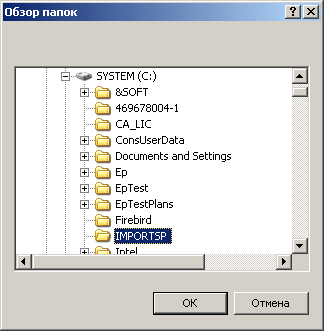 Обзор папок
SYSTEM (C:)
&SOFT
469678004-1
CA_LIC
ConsUserData
Documents and Settings
Ep
EpTest
EpTestPlans
Firebird
IMPORTSP
Intel
OK
Отмена